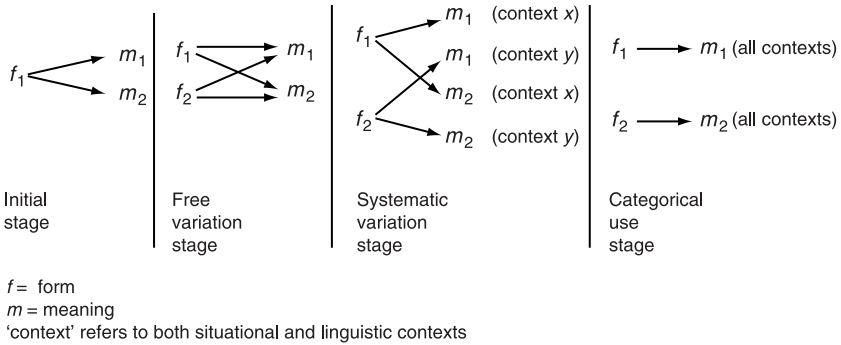 f1 m1 m2
f1 f2 m1 m2
f1 f2
m1 (context x)
m1 (context y)
m2 (context x)
m2 (context y)
f1 m1 (all contexts)
f2 m2 (all contexts)
Initial
stage
Free
variation
stage
Systematic
variation
stage
Categorical
use
stage
f = form
m = meaning
‘context’ refers to both situational and linguistic contexts